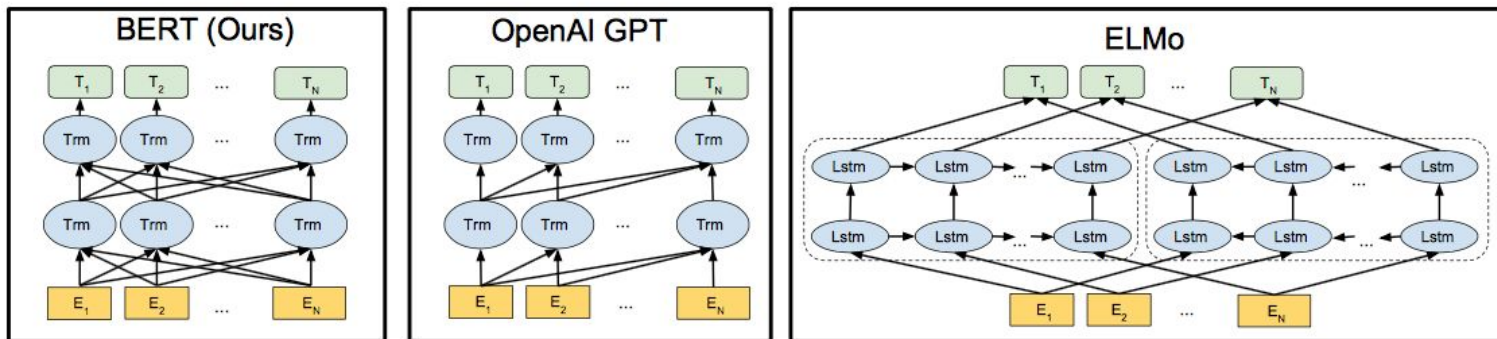 BERT (Ours)
T1 T2 ... TN
Trm Trm ... Trm
Trm Trm ... Trm
E1 E2 ... EN
OpenAI GPT
T1 T2 ... TN
Trm Trm ... Trm
Trm Trm ... Trm
E1 E2 ... EN
ELMo
T1 T2 ... TN
Lstm Lstm ... Lstm Lstm Lstm ... Lstm
Lstm Lstm ... Lstm Lstm Lstm ... Lstm
E1 E2 ... EN